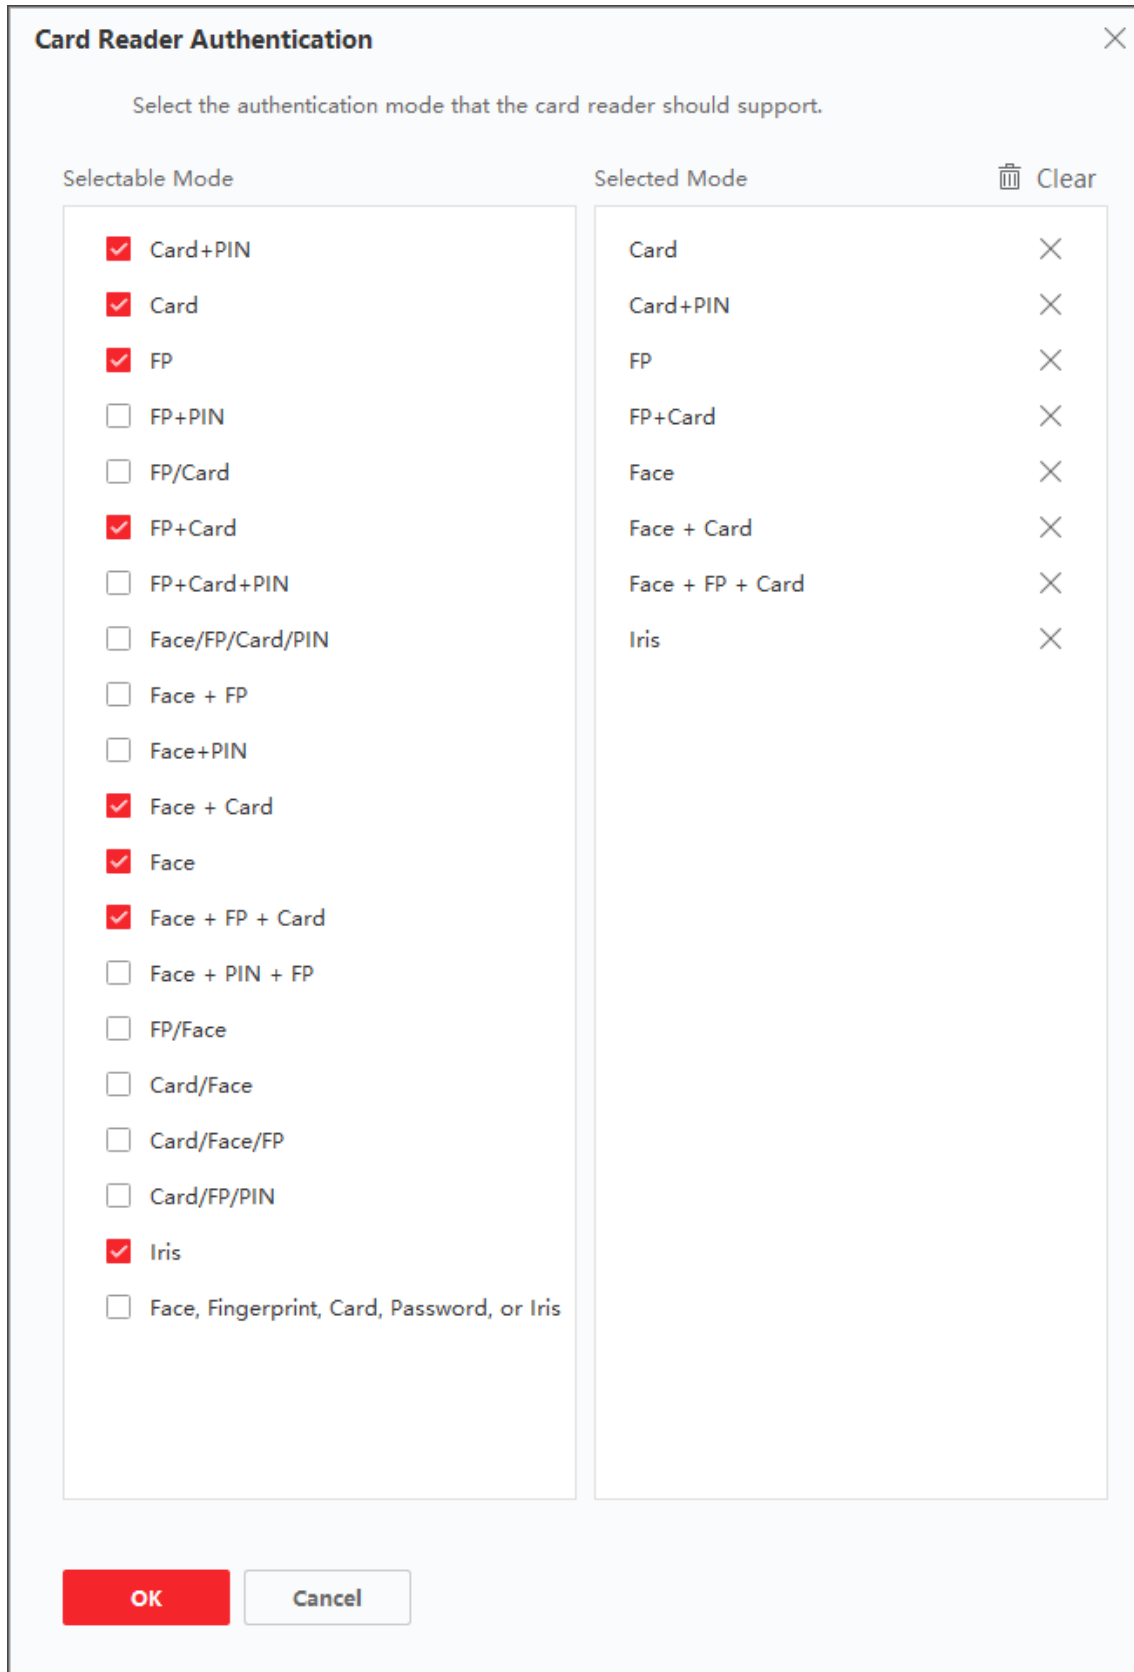 Card Reader Authentication
Select the authentication mode that the card reader should support.
Selectable Mode
Card+PIN
Card
FP
FP+PIN
FP/Card
FP+Card
FP+Card+PIN
Face/FP/Card/PIN
Face + FP
Face+PIN
Face + Card
Face
Face + FP + Card
Face + PIN + FP
FP/Face
Card/Face
Card/Face/FP
Card/FP/PIN
Iris
Face, Fingerprint, Card, Password, or Iris
Selected Mode
Clear
Card
Card+PIN
FP
FP+Card
Face
Face + Card
Face + FP + Card
Iris
OK
Cancel